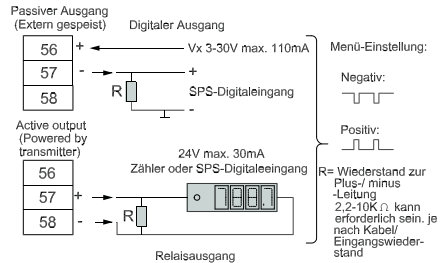 Passiver Ausgang
(Extern gespeist)
Digitaler Ausgang
56
+
Vx 3-30V max. 110mA
57
-
+
58
R
SPS-Digitaleingang
-
Menü-Einstellung:
Negativ:
Positiv:
Active output
(Powered by
transmitter)
24V max. 30mA
Zähler oder SPS-Digitaleingang
56
57
+
58
-
R
Relaisausgang
R= Wiederstand zur
Plus-/ minus
-Leitung
2,2-10KΩ kann
erforderlich sein. je
nach Kabel/
Eingangswieder-
stand